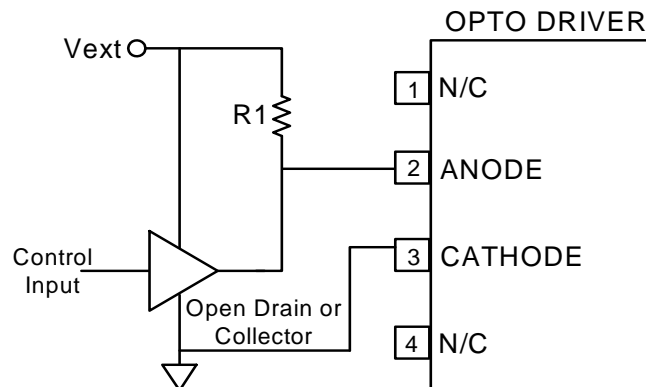 OPTO DRIVER
Vext
1 N/C
R1
2 ANODE
Control
Input
3 CATHODE
Open Drain or
Collector
4 N/C